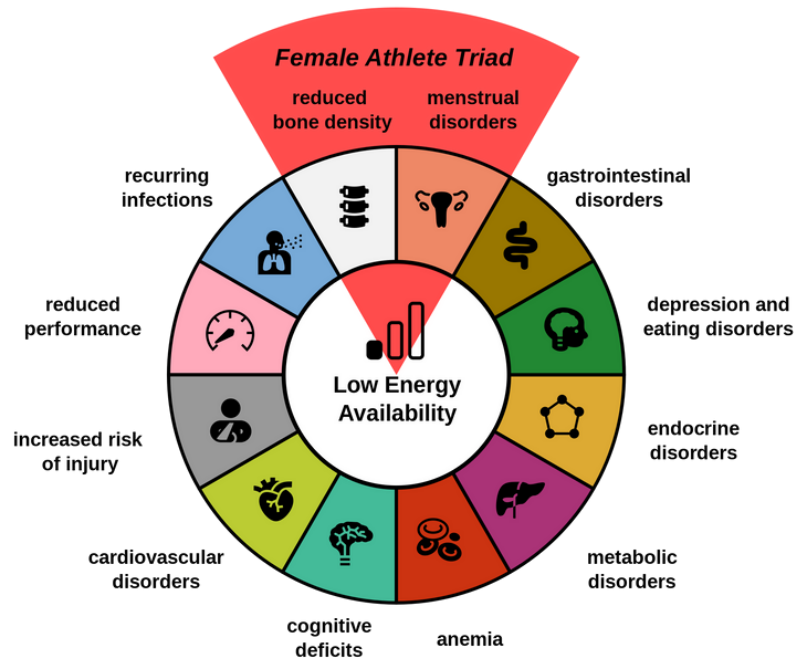 Female Athlete Triad
reduced
bone density
menstrual
disorders
recurring
infections
gastrointestinal
disorders
reduced
performance
depression and
eating disorders
Low Energy
Availability
increased risk
of injury
endocrine
disorders
cardiovascular
disorders
metabolic
disorders
cognitive
deficits
anemia